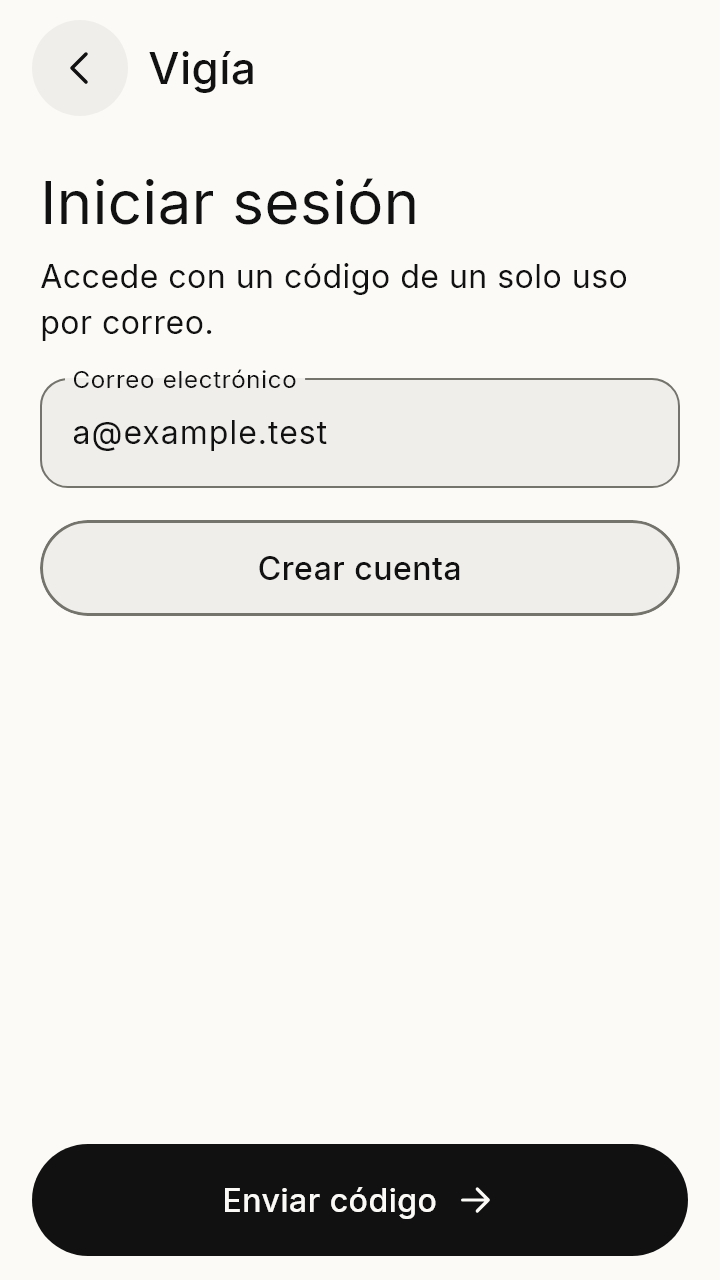 Vigía
Iniciar sesión
Accede con un código de un solo uso
por correo.
Correo electrónico
a@example.test
Crear cuenta
Enviar código